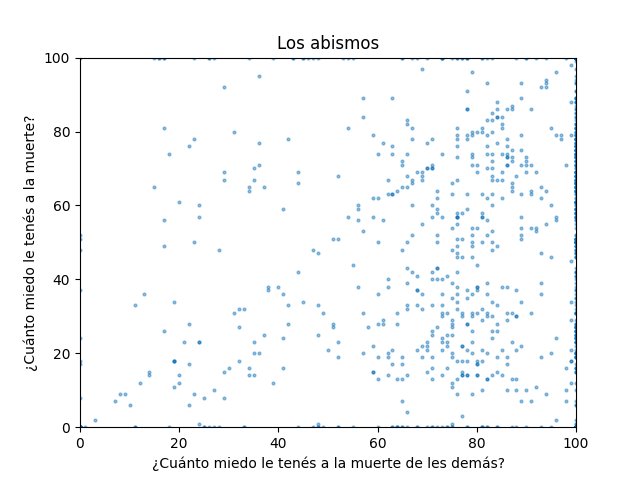 Los abismos
¿Cuánto miedo le tenés a la muerte?
100
80
60
40
20
0
0 20 40 60 80 100
¿Cuánto miedo le tenés a la muerte de les demás?